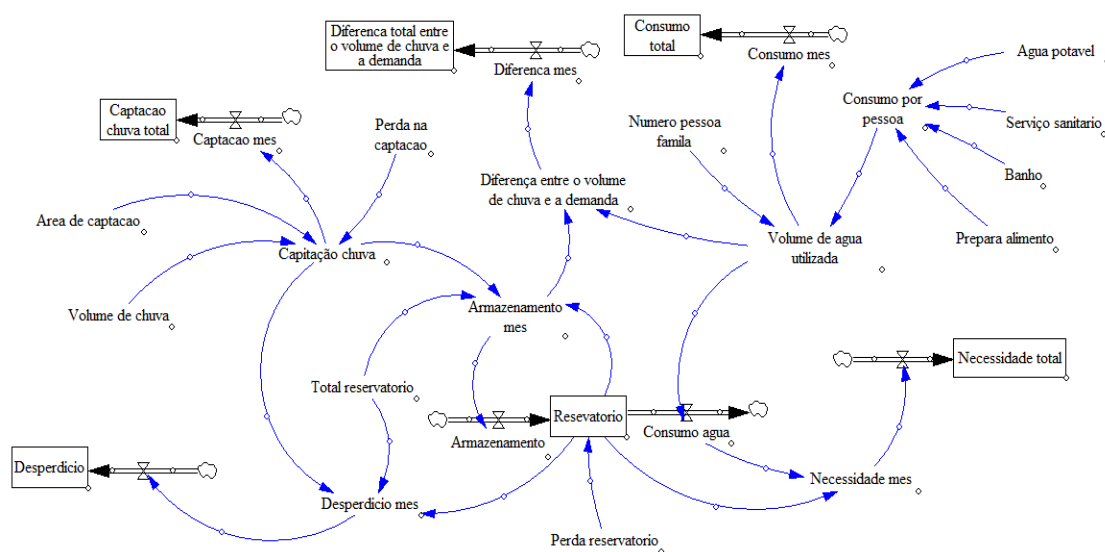 Diferenca total entre
o volume de chuva e
a demanda
Diferenca mes
Consumo
total
Consumo mes
Agua potavel
Consumo por
pessoa
Serviço sanitario
Banho
Prepara alimento
Captacao
chuva total
Captacao mes
Perda na
captacao
Numero pessoa
famila
Diferença entre o volume
de chuva e a demanda
Area de captacao
Capitação chuva
Volume de agua
utilizada
Volume de chuva
Armazenamento
mes
Necessidade total
Total reservatorio
Resevatorio
Armazenamento
Consumo agua
Desperdicio
Desperdicio mes
Necessidade mes
Perda reservatorio